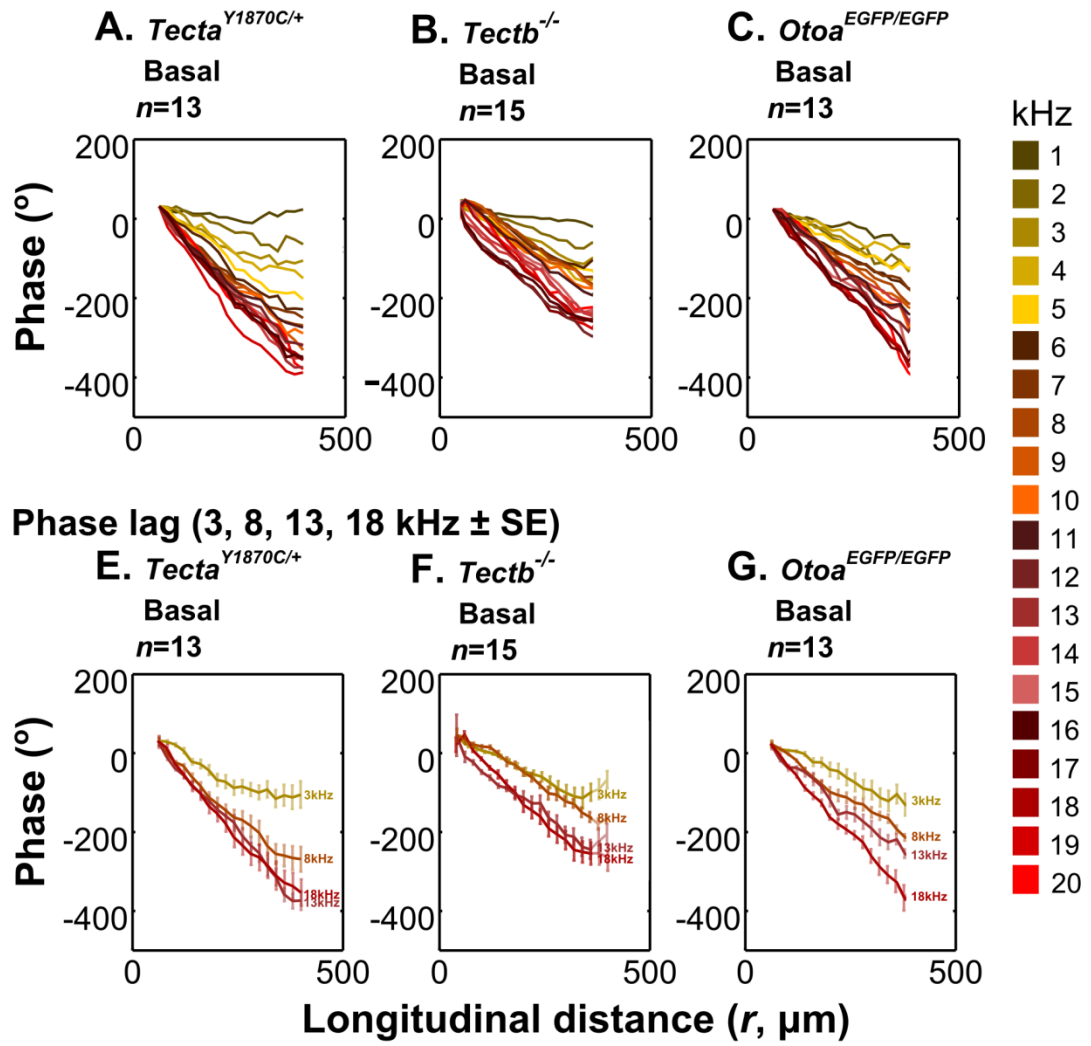 A. Tecta^Y1870C/+
Basal
n=13
B. Tectb^-/-
Basal
n=15
C. Otoa^EGFP/EGFP
Basal
n=13
Phase (º)
200
0
-200
-400
0
500
200
0
-200
-400
0
500
200
0
-200
-400
0
500
kHz
1
2
3
4
5
6
7
8
9
10
11
12
13
14
15
16
17
18
19
20
Phase lag (3, 8, 13, 18 kHz ± SE)
E. Tecta^Y1870C/+
Basal
n=13
F. Tectb^-/-
Basal
n=15
G. Otoa^EGFP/EGFP
Basal
n=13
Phase (º)
200
0
-200
-400
0
500
3kHz
8kHz
18kHz
13kHz
200
0
-200
-400
0
500
3kHz
8kHz
13kHz
18kHz
200
0
-200
-400
0
500
3kHz
8kHz
13kHz
18kHz
Longitudinal distance (r, µm)